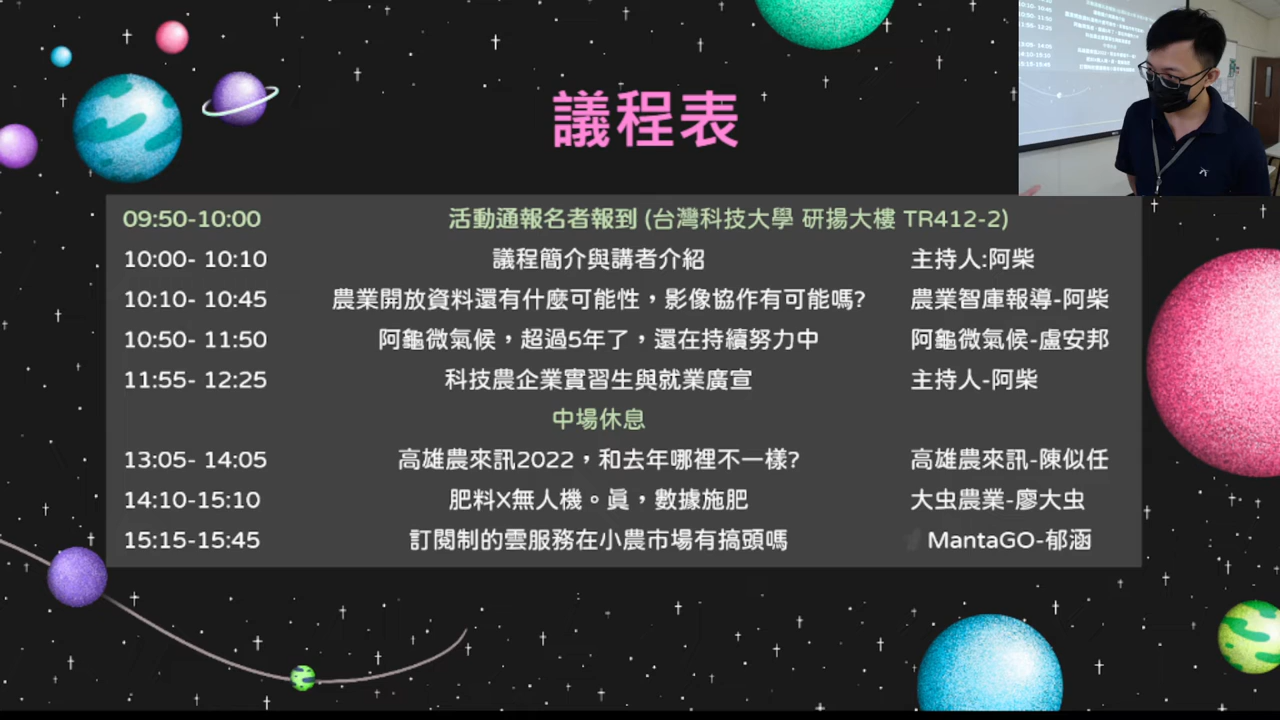 議程表
09:50-10:00 活動通報名者報到 (台灣科技大學 研揚大樓 TR412-2)
10:00- 10:10 議程簡介與講者介紹 主持人:阿柴
10:10- 10:45 農業開放資料還有什麼可能性，影像協作有可能嗎? 農業智庫報導-阿柴
10:50- 11:50 阿龜微氣候，超過5年了，還在持續努力中 阿龜微氣候-盧安邦
11:55- 12:25 科技農企業實習生與就業廣宣 主持人-阿柴
中場休息
13:05- 14:05 高雄農來訊2022，和去年哪裡不一樣? 高雄農來訊-陳似任
14:10-15:10 肥料X無人機。真，數據施肥 大虫農業-廖大虫
15:15-15:45 訂閱制的雲服務在小農市場有搞頭嗎 MantaGO-郁涵